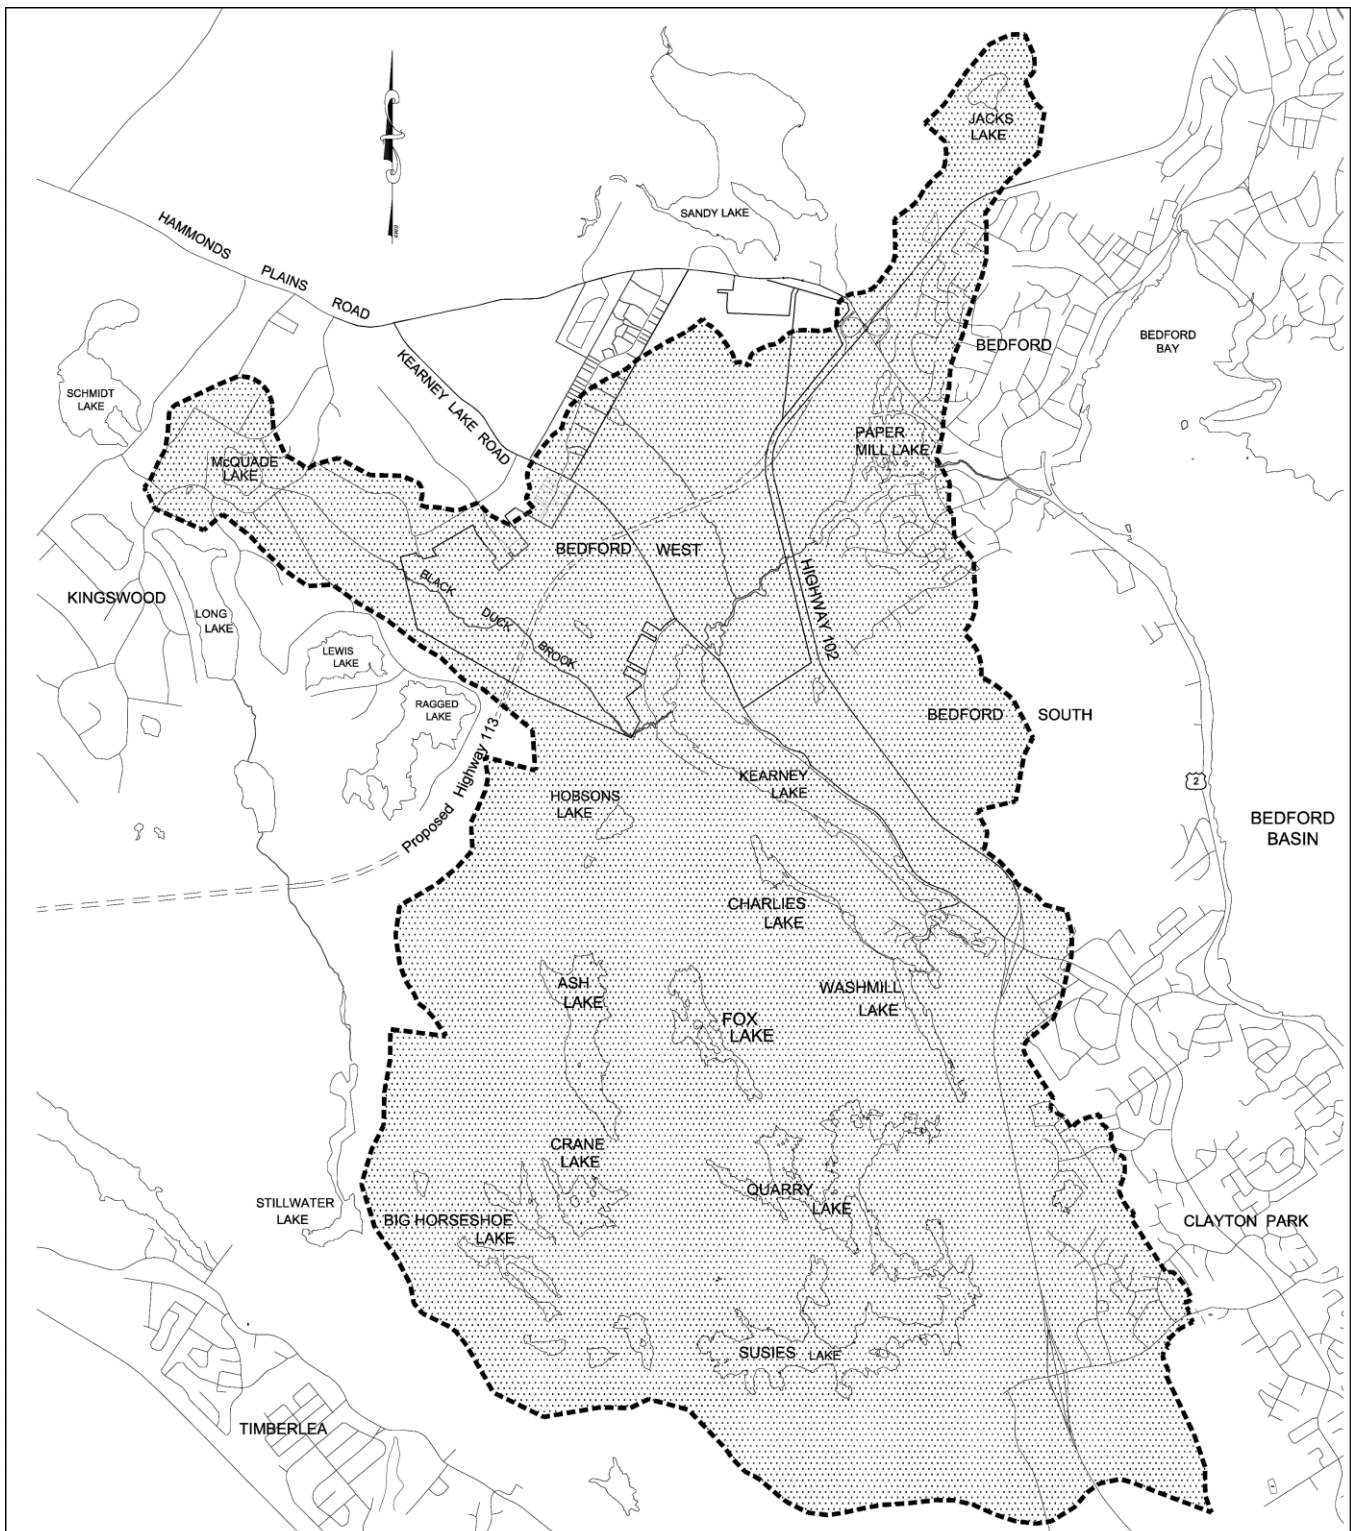 JACKS
LAKE
SANDY LAKE
HAMMONDS
PLAINS
ROAD
BEDFORD
BAY
BEDFORD
KEARNEY LAKE ROAD
SCHMIDT
LAKE
PAPER
MILL LAKE
McQUADE
LAKE
BEDFORD WEST
BLACK
DUCK
BROOK
HIGHWAY 102
KINGSWOOD
LONG
LAKE
LEWIS
LAKE
RAGGED
LAKE
BEDFORD SOUTH
Proposed Highway 113
KEARNEY
LAKE
2
HOBSONS
LAKE
BEDFORD
BASIN
CHARLIES
LAKE
ASH
LAKE
WASHMILL
LAKE
FOX
LAKE
CRANE
LAKE
QUARRY
LAKE
STILLWATER
LAKE
BIG HORSESHOE
LAKE
CLAYTON PARK
SUSIES LAKE
TIMBERLEA